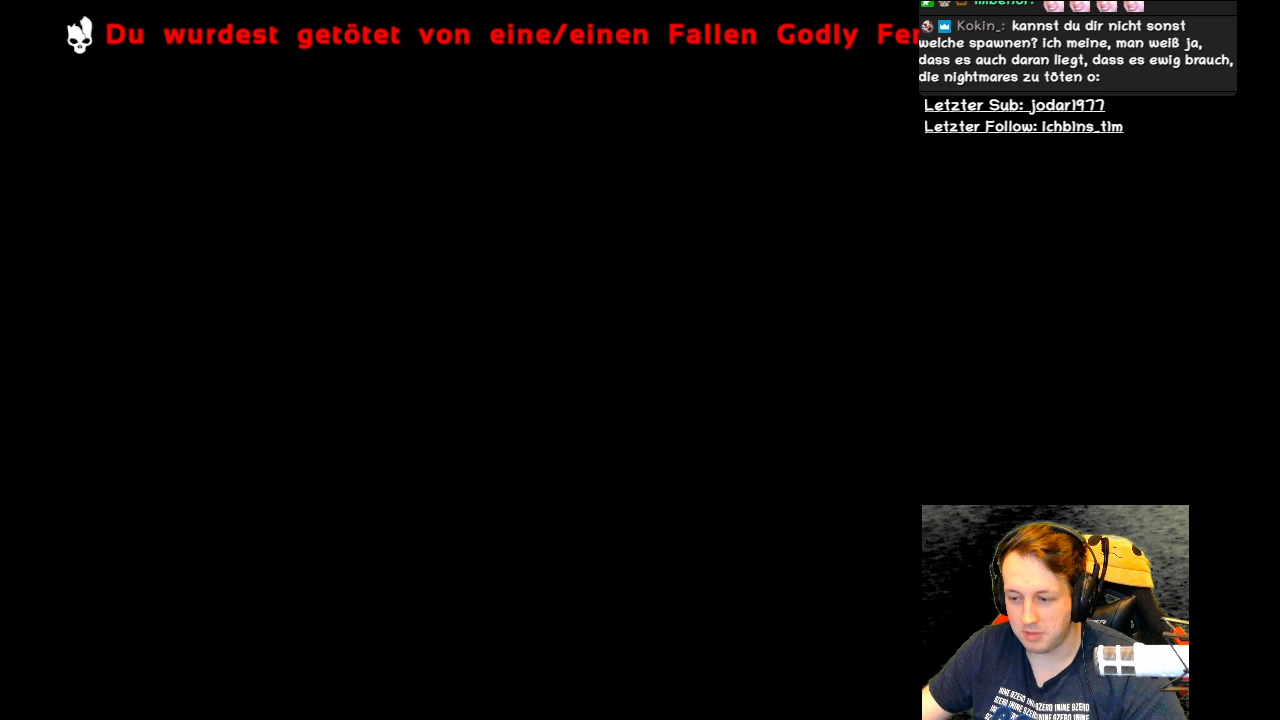 Du wurdest getötet von eine/einen Fallen Godly Fer
Kokin_: kannst du dir nicht sonst
welche spawnen? ich meine, man weiß ja,
dass es auch daran liegt, dass es ewig brauch,
die nightmares zu töten o:
Letzter Sub: jodar1977
Letzter Follow: ichbins_tim